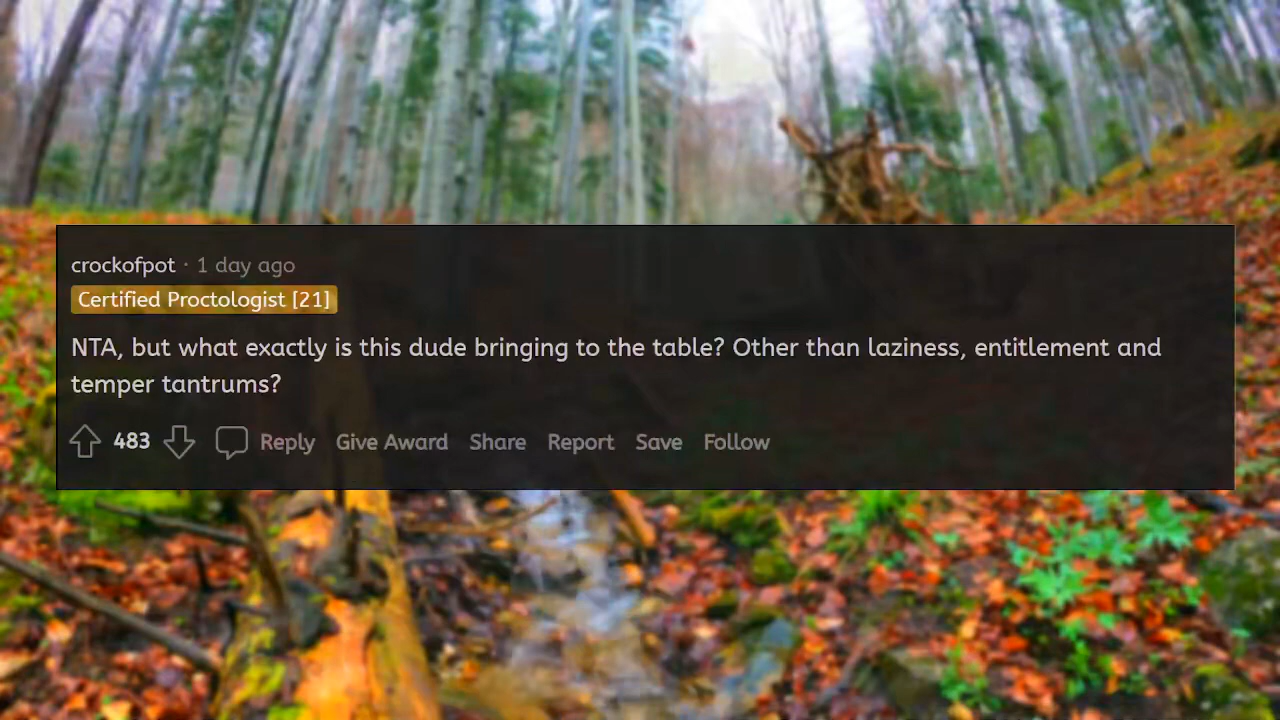 crockofpot · 1 day ago
Certified Proctologist [21]
NTA, but what exactly is this dude bringing to the table? Other than laziness, entitlement and
temper tantrums?
483 Reply Give Award Share Report Save Follow